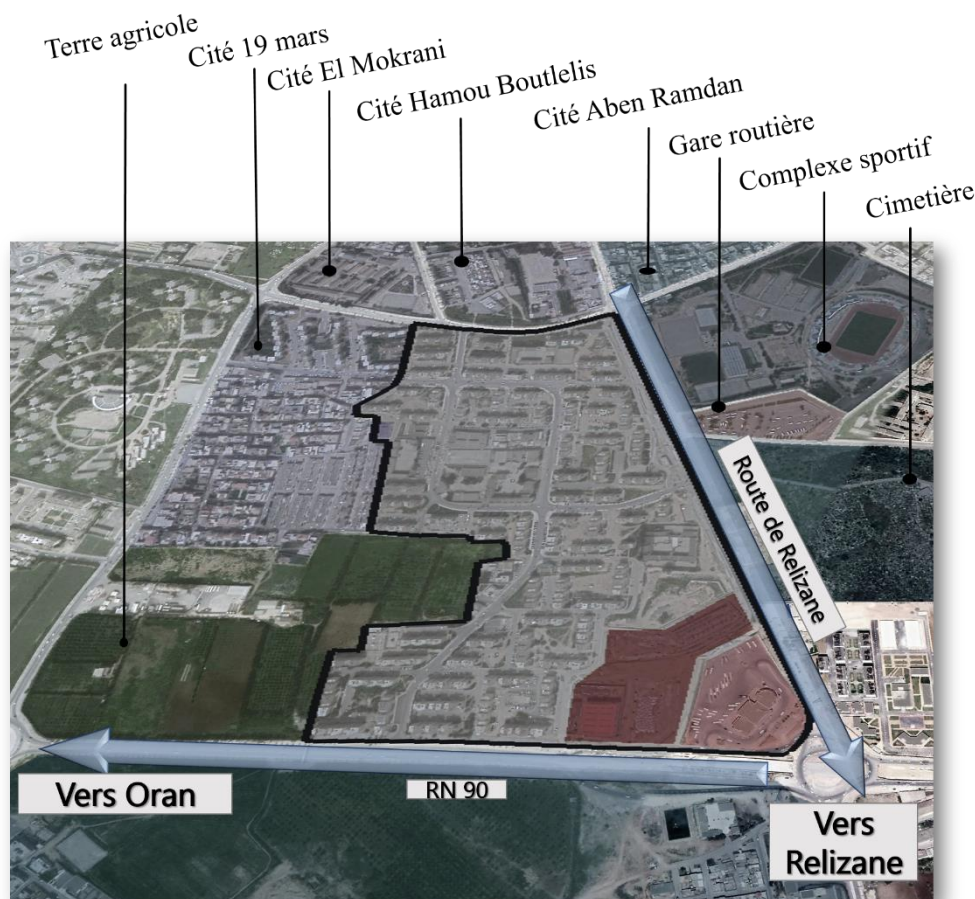 Terre agricole
Cité 19 mars
Cité El Mokrani
Cité Hamou Boutlelis
Cité Aben Ramdan
Gare routière
Complexe sportif
Cimetière
Route de Relizane
Vers Oran
RN 90
Vers
Relizane